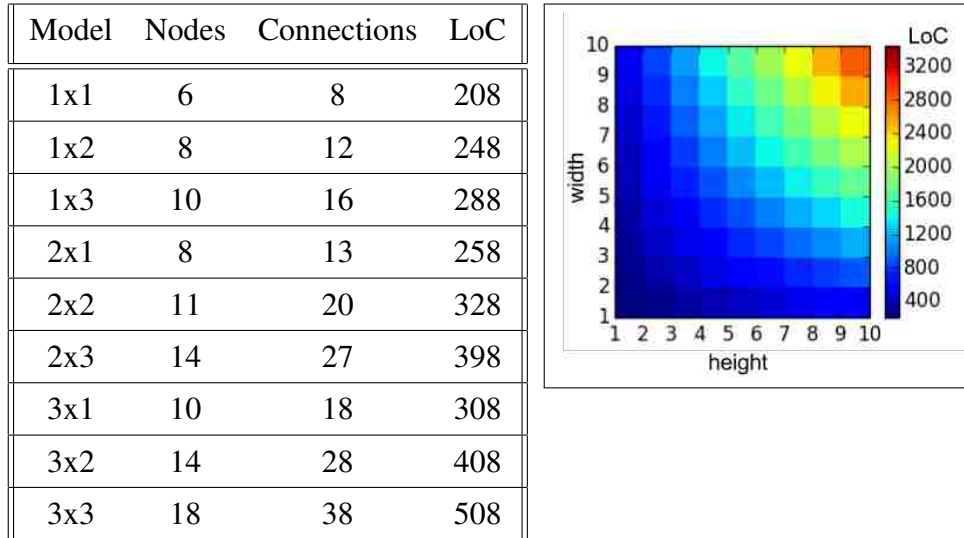 Model Nodes Connections LoC
1x1 6 8 208
1x2 8 12 248
1x3 10 16 288
2x1 8 13 258
2x2 11 20 328
2x3 14 27 398
3x1 10 18 308
3x2 14 28 408
3x3 18 38 508
LoC
10
9
8
7
6
5
4
3
2
1
width
1 2 3 4 5 6 7 8 9 10
height
3200
2800
2400
2000
1600
1200
800
400